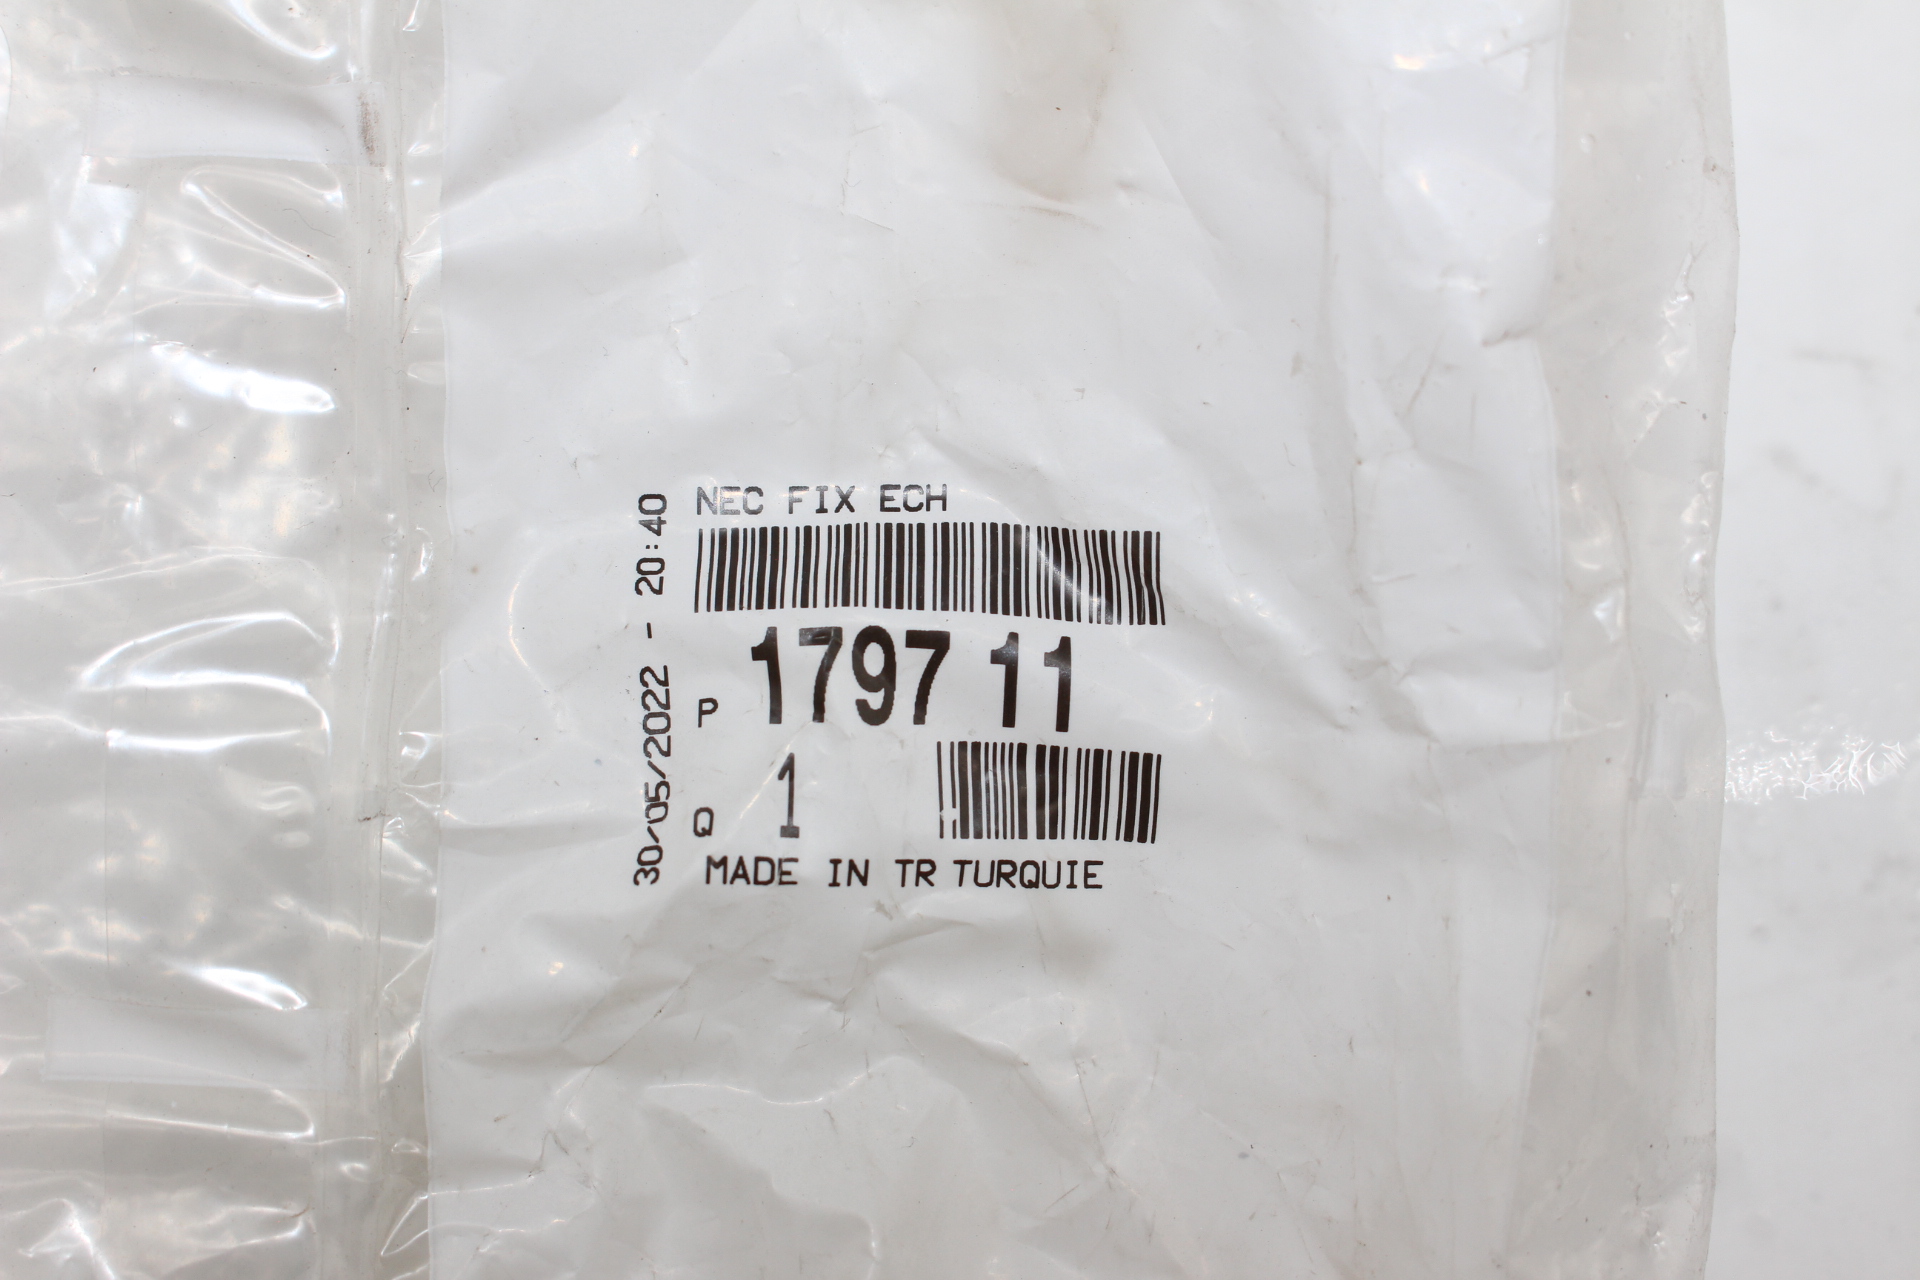 NEC FIX ECH
P 1797 11
Q 1
MADE IN TR TURQUIE
30/05/2022 - 20:40